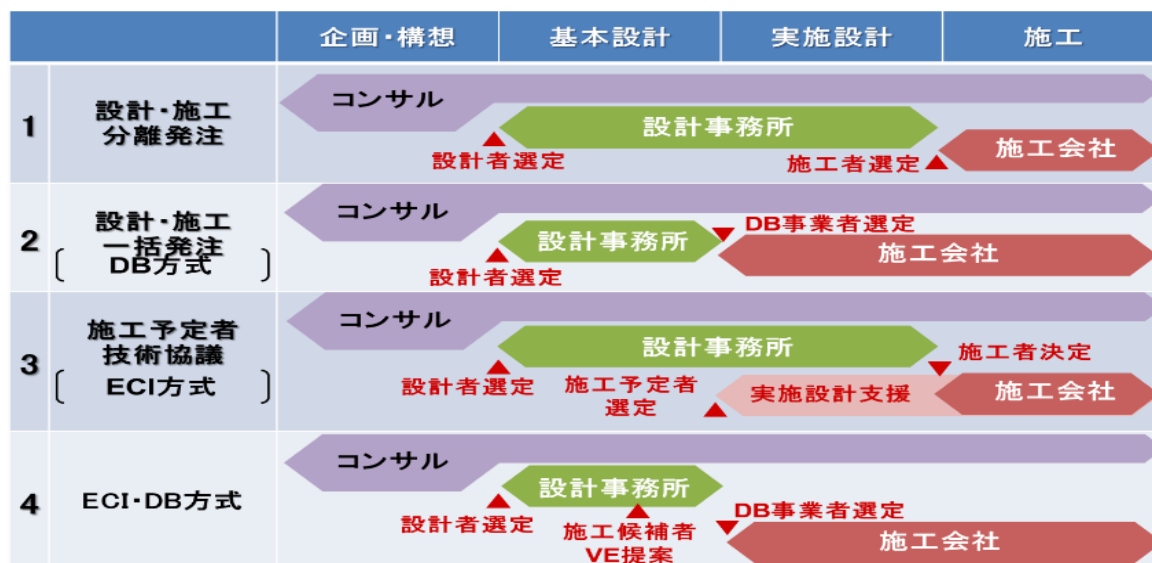 企画・構想 基本設計 実施設計 施工
1
設計・施工
分離発注
コンサル
設計事務所
設計者選定
施工者選定
施工会社
2
設計・施工
一括発注
〔 DB方式 〕
コンサル
設計事務所
設計者選定
DB事業者選定
施工会社
3
施工予定者
技術協議
〔 ECI方式 〕
コンサル
設計事務所
設計者選定
施工予定者
選定
実施設計支援
施工者決定
施工会社
4
ECI・DB方式
コンサル
設計事務所
設計者選定
施工候補者
VE提案
DB事業者選定
施工会社